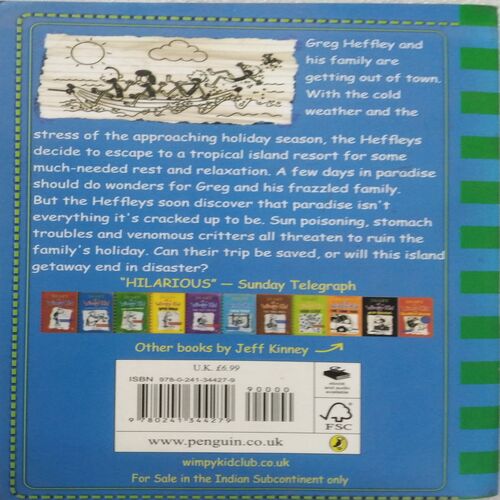 Greg Heffley and
his family are
getting out of town.
With the cold
weather and the
stress of the approaching holiday season, the Heffleys
decide to escape to a tropical island resort for some
much-needed rest and relaxation. A few days in paradise
should do wonders for Greg and his frazzled family.
But the Heffleys soon discover that paradise isn't
everything it's cracked up to be. Sun poisoning, stomach
troubles and venomous critters all threaten to ruin the
family's holiday. Can their trip be saved, or will this island
getaway end in disaster?
"HILARIOUS" — Sunday Telegraph
Other books by Jeff Kinney
U.K. £6.99
ISBN 978-0-241-34427-9
90000
9 780241 344279
www.penguin.co.uk
ebook
and audio
available
FSC
wimpykidclub.co.uk
For Sale in the Indian Subcontinent only